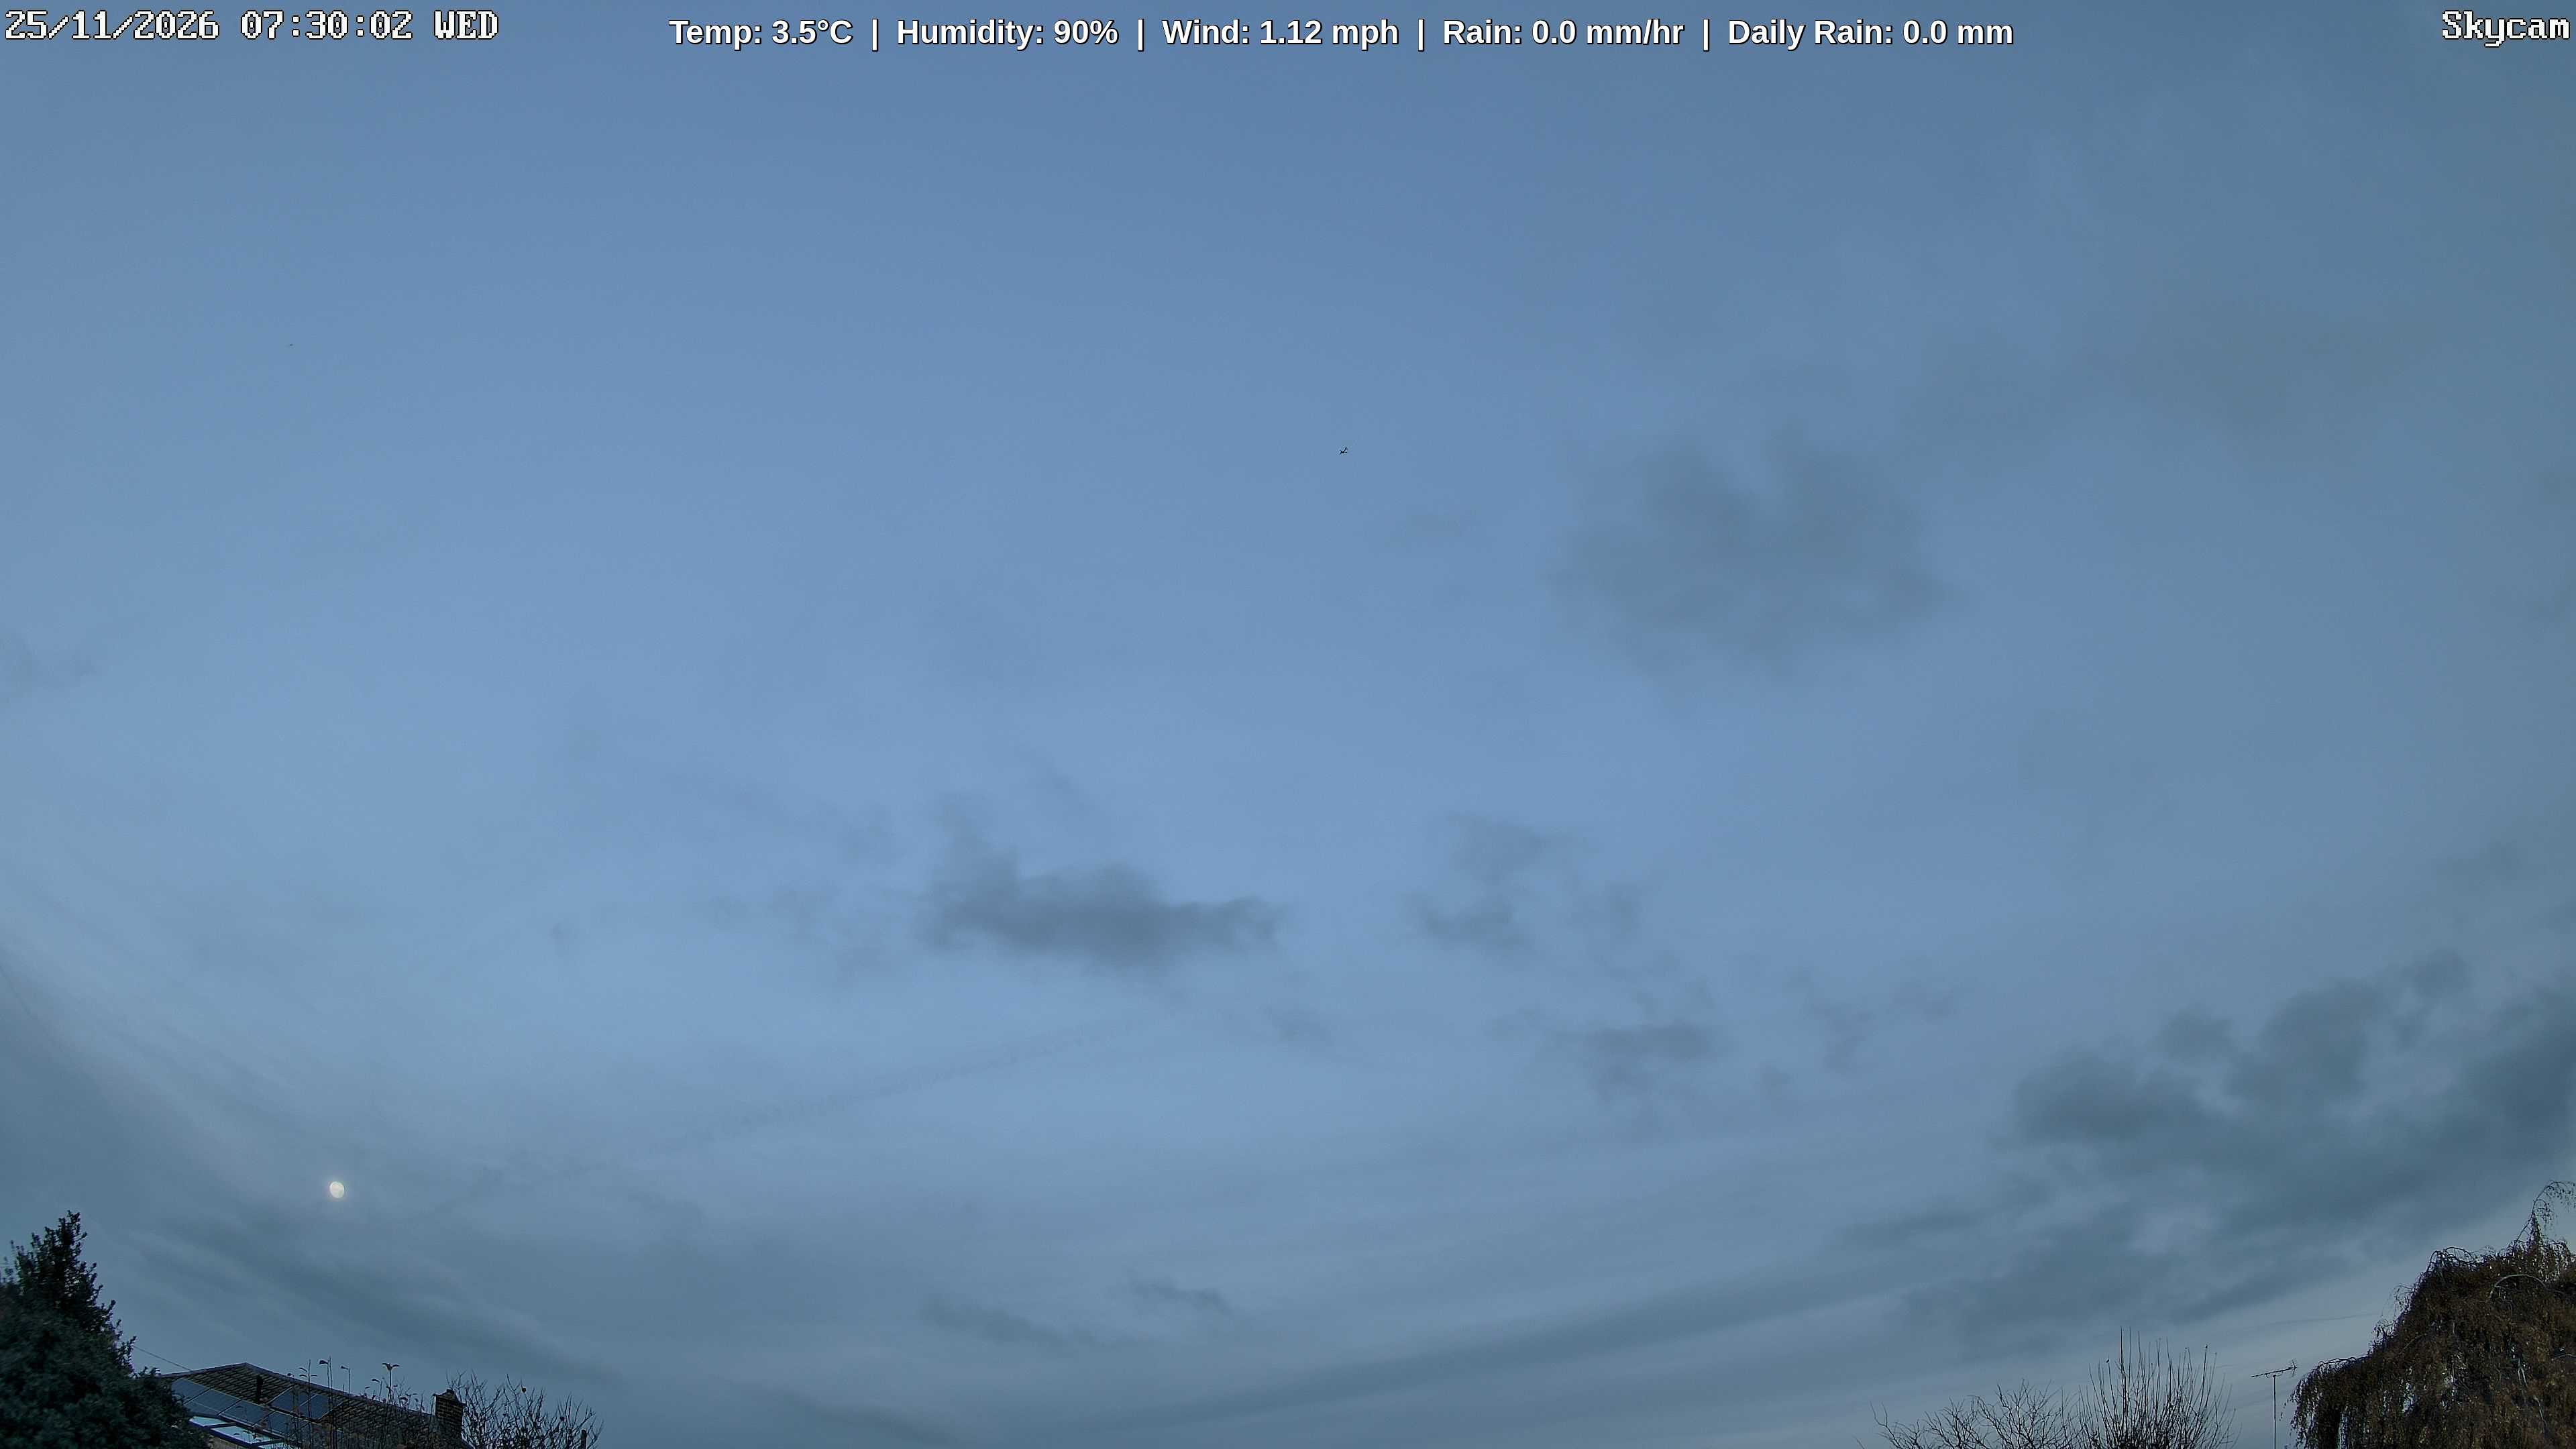 25/11/2026 07:30:02 WED
Temp: 3.5°C | Humidity: 90% | Wind: 1.12 mph | Rain: 0.0 mm/hr | Daily Rain: 0.0 mm
Skycam